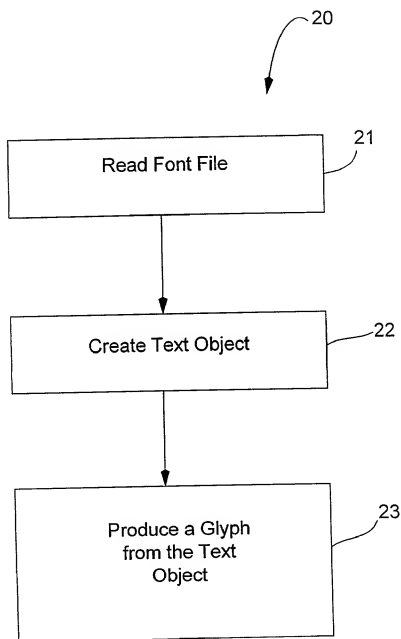 20
Read Font File
21
Create Text Object
22
Produce a Glyph
from the Text
Object
23